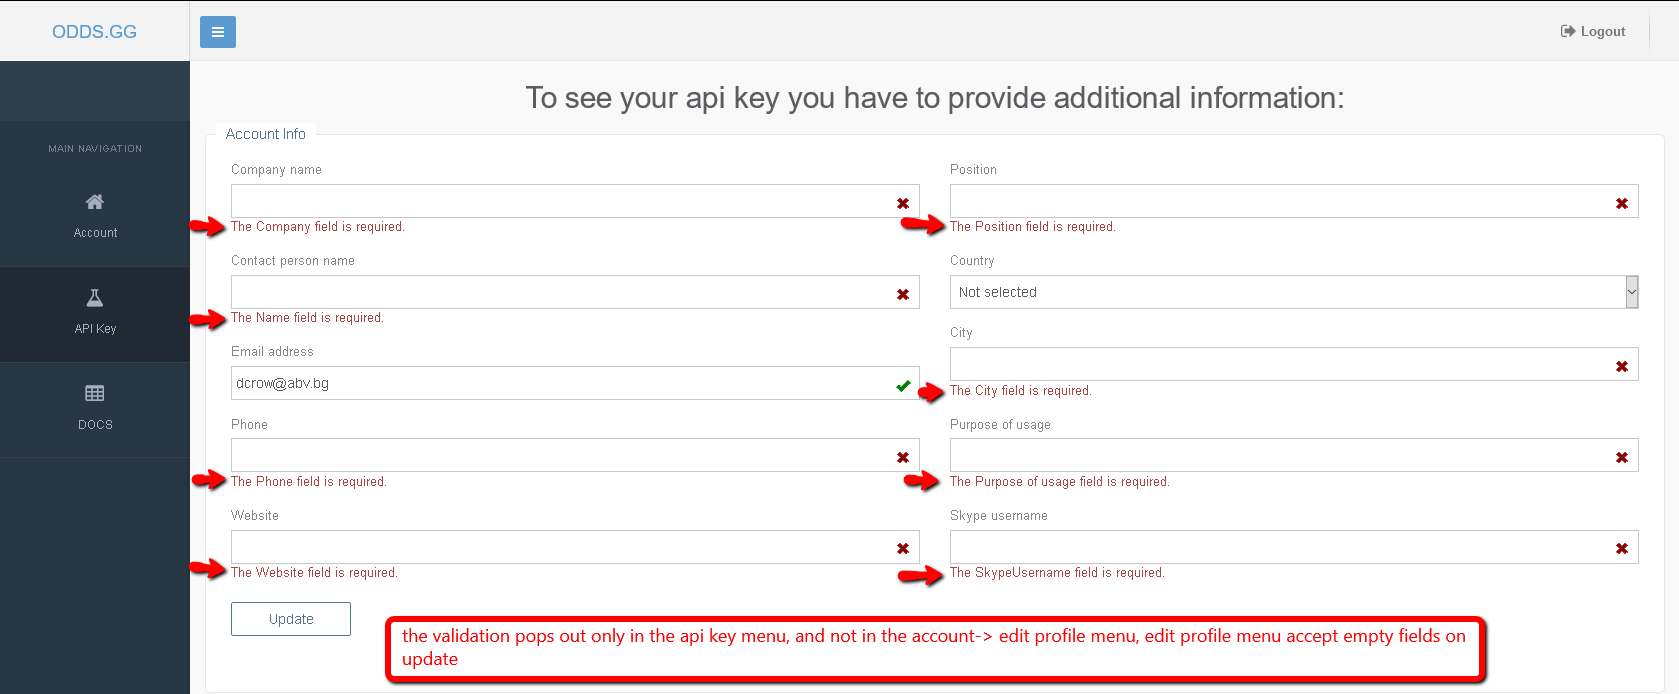 ODDS.GG
Logout
MAIN NAVIGATION
Account
API Key
DOCS
To see your api key you have to provide additional information:
Account Info
Company name
The Company field is required.
Contact person name
The Name field is required.
Email address
dcrow@abv.bg
Phone
The Phone field is required.
Website
The Website field is required.
Update
Position
The Position field is required.
Country
Not selected
City
The City field is required.
Purpose of usage
The Purpose of usage field is required.
Skype username
The SkypeUsername field is required.
the validation pops out only in the api key menu, and not in the account-> edit profile menu, edit profile menu accept empty fields on
update